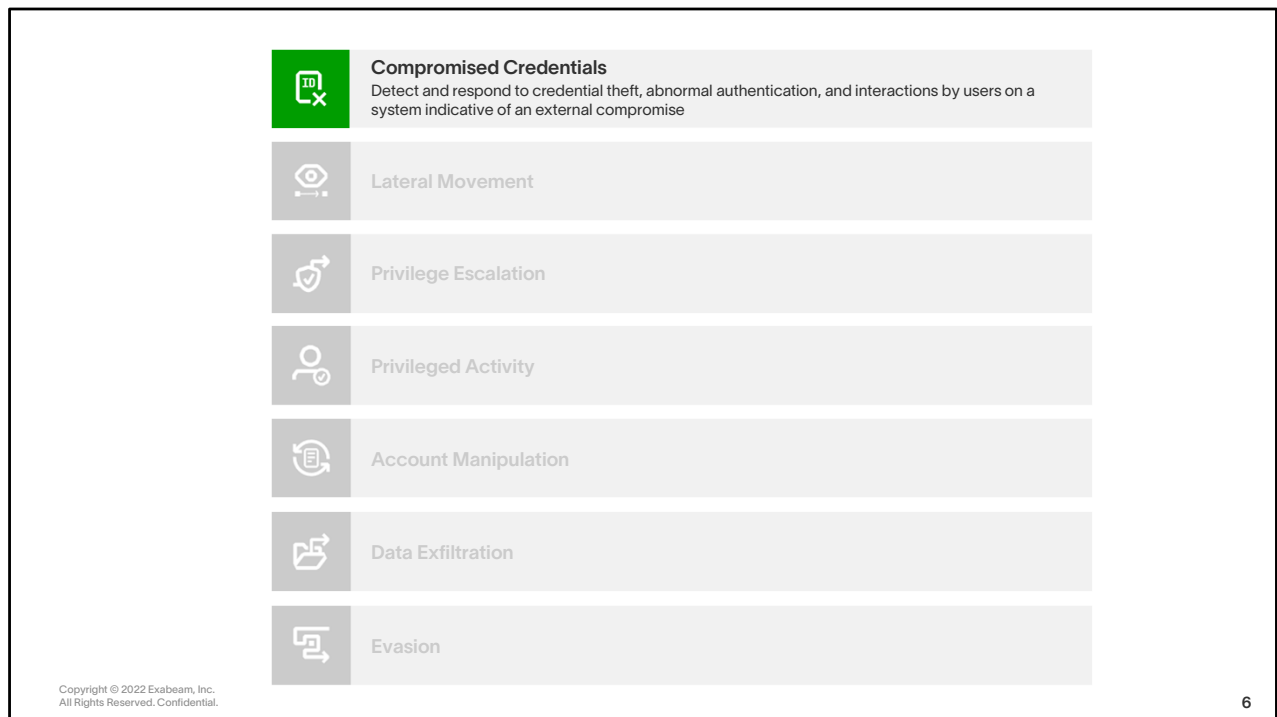 ID
Compromised Credentials
Detect and respond to credential theft, abnormal authentication, and interactions by users on a
system indicative of an external compromise
Lateral Movement
Privilege Escalation
Privileged Activity
Account Manipulation
Data Exfiltration
Evasion
Copyright © 2022 Exabeam, Inc.
All Rights Reserved. Confidential.
6